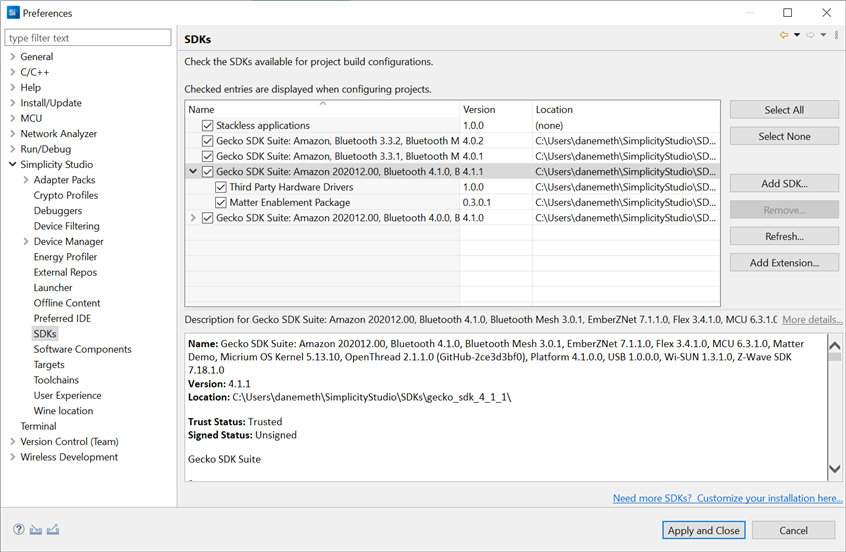 Si Preferences
type filter text
General
C/C++
Help
Install/Update
MCU
Network Analyzer
Run/Debug
Simplicity Studio
Adapter Packs
Crypto Profiles
Debuggers
Device Filtering
Device Manager
Energy Profiler
External Repos
Launcher
Offline Content
Preferred IDE
SDKs
Software Components
Targets
Toolchains
User Experience
Wine location
Terminal
Version Control (Team)
Wireless Development
SDKs
Check the SDKs available for project build configurations.
Checked entries are displayed when configuring projects.
Name Version Location
Stackless applications 1.0.0 (none)
Gecko SDK Suite: Amazon, Bluetooth 3.3.2, Bluetooth M 4.0.2 C:\Users\danemeth\SimplicityStudio\SD...
Gecko SDK Suite: Amazon, Bluetooth 3.3.1, Bluetooth M 4.0.1 C:\Users\danemeth\SimplicityStudio\SD...
Gecko SDK Suite: Amazon 202012.00, Bluetooth 4.1.0, B 4.1.1 C:\Users\danemeth\SimplicityStudio\SD...
Third Party Hardware Drivers 1.0.0 C:\Users\danemeth\SimplicityStudio\SD...
Matter Enablement Package 0.3.0.1 C:\Users\danemeth\SimplicityStudio\SD...
Gecko SDK Suite: Amazon 202012.00, Bluetooth 4.0.0, B 4.1.0 C:\Users\danemeth\SimplicityStudio\SD...
Select All
Select None
Add SDK...
Remove...
Refresh...
Add Extension...
Description for Gecko SDK Suite: Amazon 202012.00, Bluetooth 4.1.0, Bluetooth Mesh 3.0.1, EmberZNet 7.1.1.0, Flex 3.4.1.0, MCU 6.3.1.0 More details...
Name: Gecko SDK Suite: Amazon 202012.00, Bluetooth 4.1.0, Bluetooth Mesh 3.0.1, EmberZNet 7.1.1.0, Flex 3.4.1.0, MCU 6.3.1.0, Matter
Demo, Micrium OS Kernel 5.13.10, OpenThread 2.1.1.0 (GitHub-2ce3d3bf0), Platform 4.1.0.0, USB 1.0.0.0, Wi-SUN 1.3.1.0, Z-Wave SDK
7.18.1.0
Version: 4.1.1
Location: C:\Users\danemeth\SimplicityStudio\SDKs\gecko_sdk_4_1_1\
Trust Status: Trusted
Signed Status: Unsigned
Gecko SDK Suite
Need more SDKs? Customize your installation here...
Apply and Close
Cancel